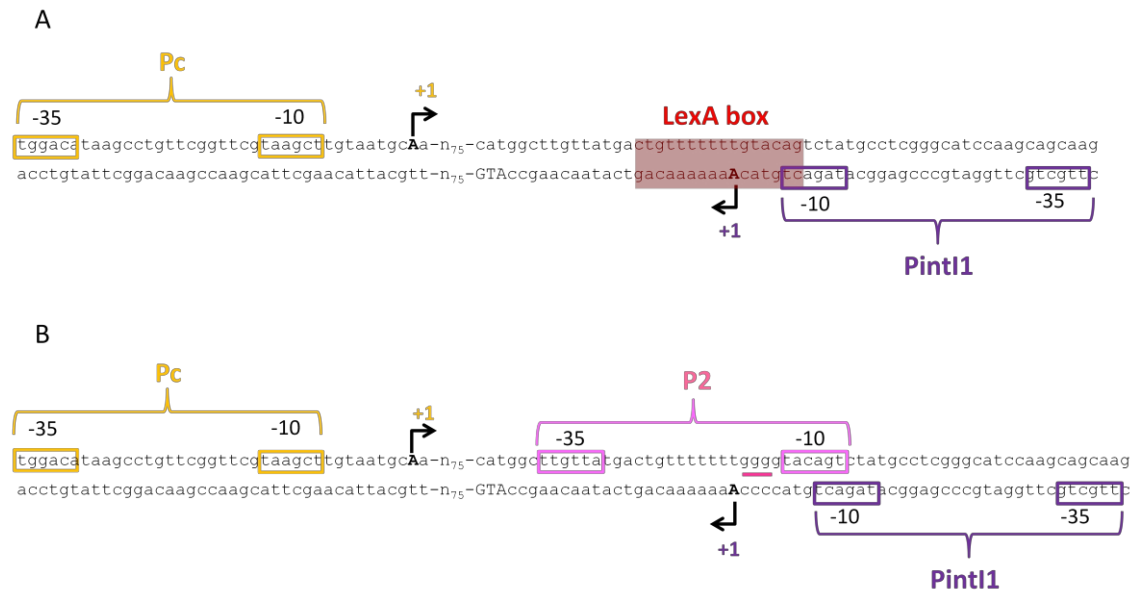 A
Pc
+1
-35 -10 LexA box
tggacataagcctgttcggttcgtaagcttgtaatgcAa-n75-catggcttgttatgactgtttttttgtacagtctatgcctcgggcatccaagcagcaag
acctgtattcggacaagccaagcattcgaacattacgtt-n75-GTAccgaacaatactgacaaaaaaAcatgtcagatacggagcccgtaggttcgtcgttc
-10 -35
+1
PintI1
B
Pc P2
+1
-35 -10 -35 -10
tggacataagcctgttcggttcgtaagcttgtaatgcAa-n75-catggcttgttatgactgtttttttggggtacagtctatgcctcgggcatccaagcagcaag
acctgtattcggacaagccaagcattcgaacattacgtt-n75-GTAccgaacaatactgacaaaaaaAccccatgtcagatacggagcccgtaggttcgtcgttc
-10 -35
+1
PintI1